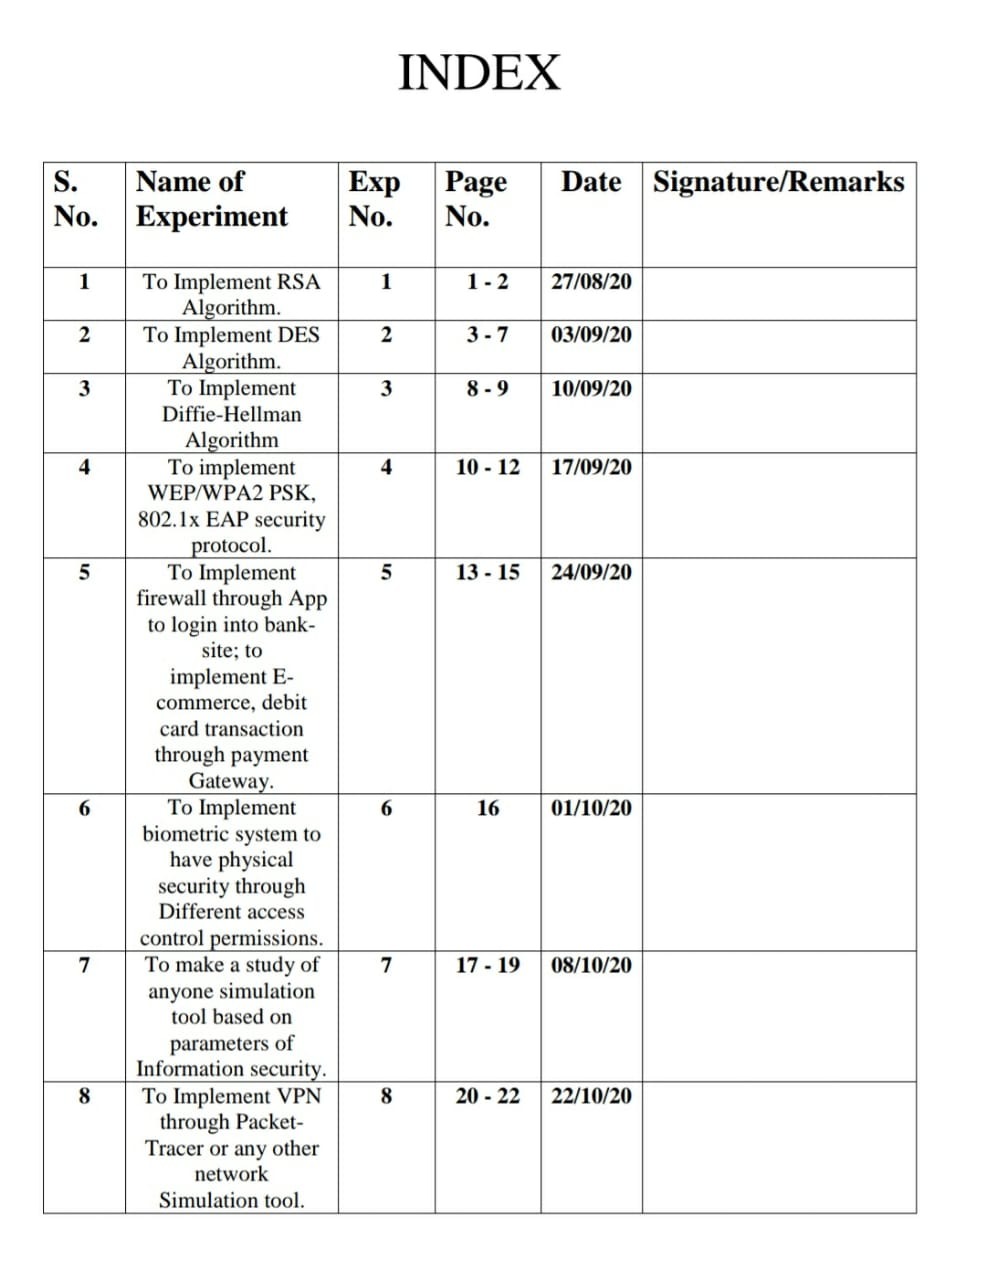 INDEX
S. No. Name of Experiment Exp No. Page No. Date Signature/Remarks
1 To Implement RSA 1 1 - 2 27/08/20
Algorithm.
2 To Implement DES 2 3 - 7 03/09/20
Algorithm.
3 To Implement 3 8 - 9 10/09/20
Diffie-Hellman
Algorithm
4 To implement 4 10 - 12 17/09/20
WEP/WPA2 PSK,
802.1x EAP security
protocol.
5 To Implement 5 13 - 15 24/09/20
firewall through App
to login into bank-
site; to
implement E-
commerce, debit
card transaction
through payment
Gateway.
6 To Implement 6 16 01/10/20
biometric system to
have physical
security through
Different access
control permissions.
7 To make a study of 7 17 - 19 08/10/20
anyone simulation
tool based on
parameters of
Information security.
8 To Implement VPN 8 20 - 22 22/10/20
through Packet-
Tracer or any other
network
Simulation tool.